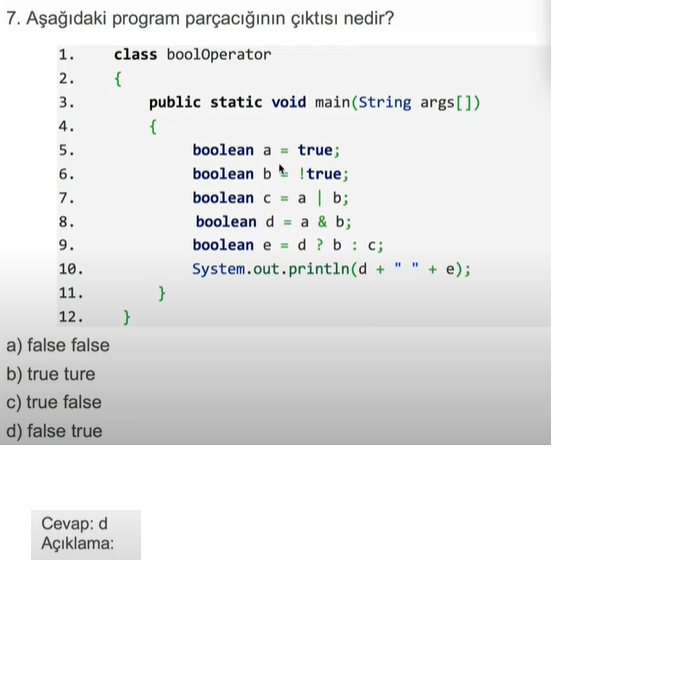 7. Aşağıdaki program parçacığının çıktısı nedir?
1. class boolOperator
2. {
3. public static void main(String args[])
4. {
5. boolean a = true;
6. boolean b = !true;
7. boolean c = a | b;
8. boolean d = a & b;
9. boolean e = d ? b : c;
10. System.out.println(d + " " + e);
11. }
12. }
a) false false
b) true ture
c) true false
d) false true
Cevap: d
Açıklama: